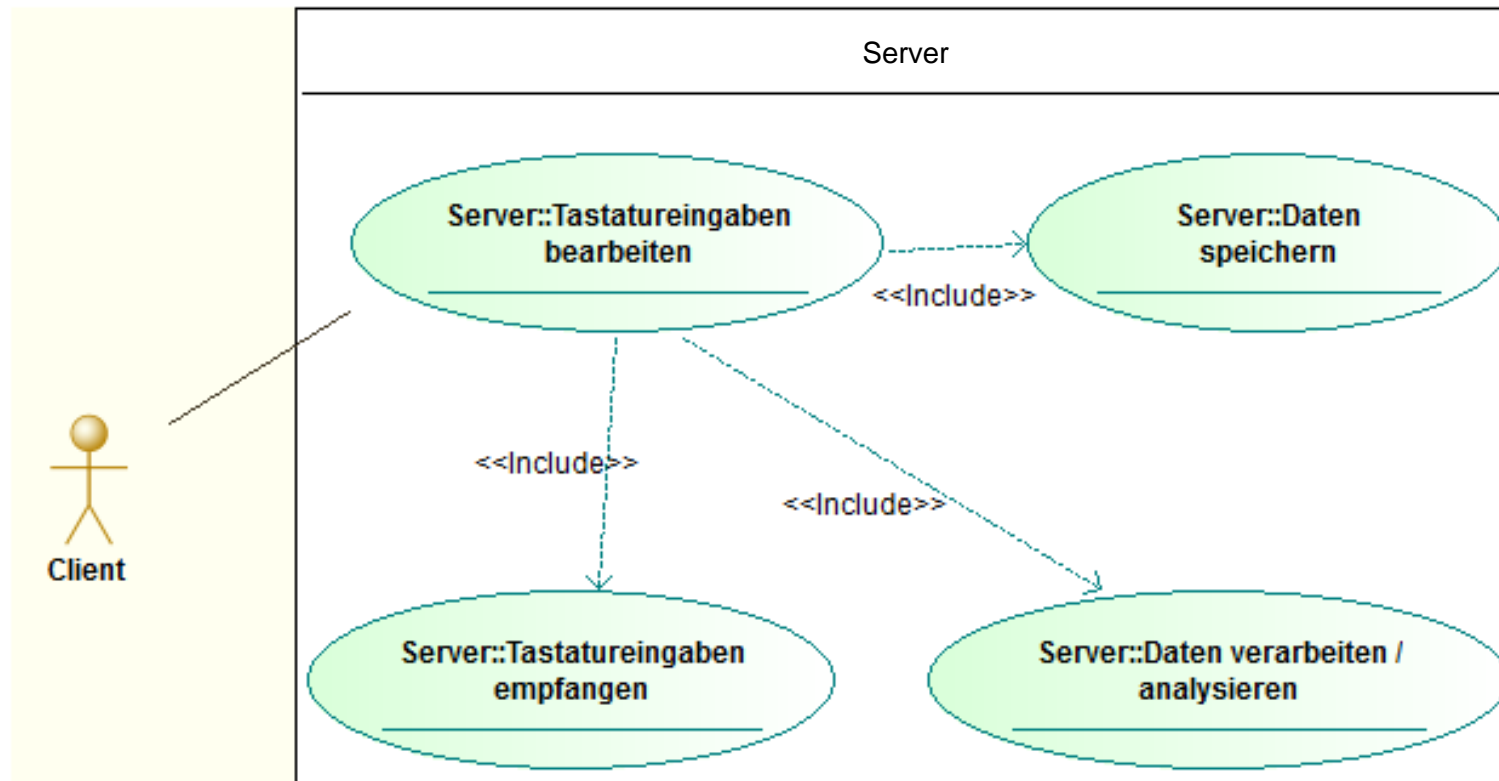 Server
Server::Tastatureingaben
bearbeiten
Server::Daten
speichern
<<Include>>
<<Include>>
<<Include>>
Client
Server::Tastatureingaben
empfangen
Server::Daten verarbeiten /
analysieren